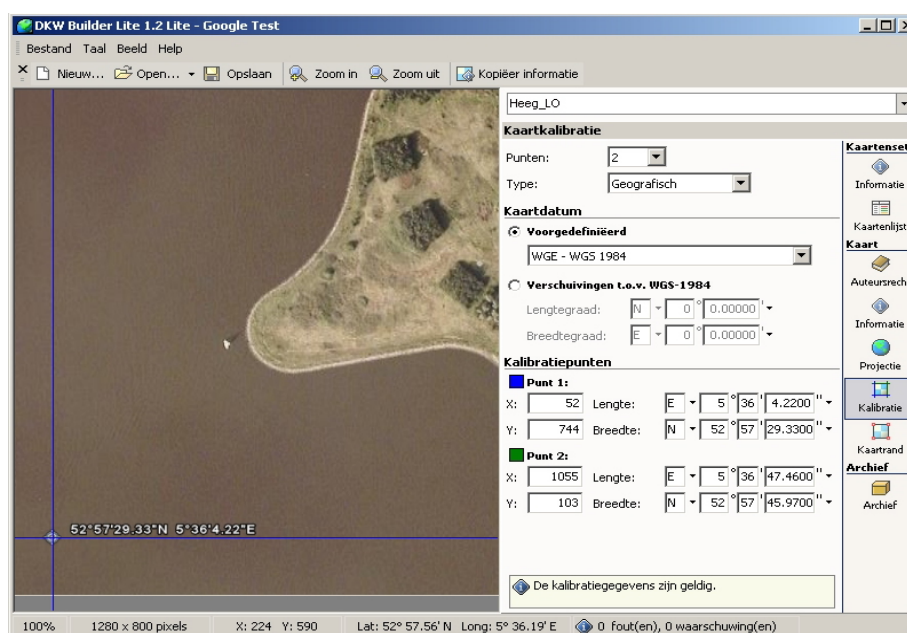 DKW Builder Lite 1.2 Lite - Google Test
Bestand Taal Beeld Help
Nieuw... Open... Opslaan Zoom in Zoom uit Kopiëer informatie
Heeg_LO
Kaartkalibratie
Punten: 2
Type: Geografisch
Kaartdatum
Voorgedefiniëerd
WGE - WGS 1984
Verschuivingen t.o.v. WGS-1984
Lengtegraad: N 0 ° 0.00000 '
Breedtegraad: E 0 ° 0.00000 '
Kalibratiepunten
Punt 1:
X: 52 Lengte: E 5 ° 36 ' 4.2200 "
Y: 744 Breedte: N 52 ° 57 ' 29.3300 "
Punt 2:
X: 1055 Lengte: E 5 ° 36 ' 47.4600 "
Y: 103 Breedte: N 52 ° 57 ' 45.9700 "
De kalibratiegegevens zijn geldig.
Kaartenset
Informatie
Kaartenlijst
Kaart
Auteursrech
Informatie
Projectie
Kalibratie
Kaartrand
Archief
Archief
52°57'29.33"N 5°36'4.22"E
100% 1280 x 800 pixels X: 224 Y: 590 Lat: 52° 57.56' N Long: 5° 36.19' E 0 fout(en), 0 waarschuwing(en)